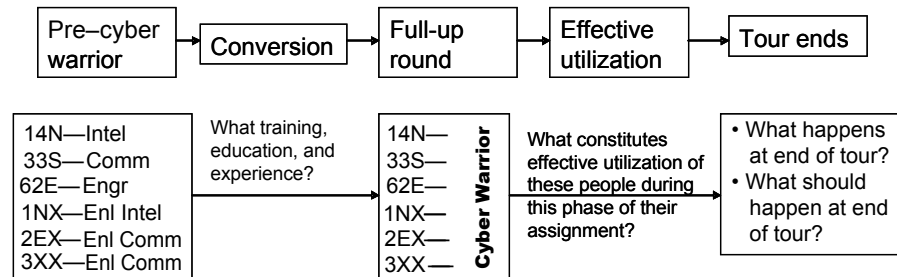 Pre–cyber
warrior
Conversion
Full-up
round
Effective
utilization
Tour ends
14N—Intel
33S—Comm
62E—Engr
1NX—Enl Intel
2EX—Enl Comm
3XX—Enl Comm
What training,
education, and
experience?
14N—
33S—
62E—
1NX—
2EX—
3XX—
Cyber Warrior
What constitutes
effective utilization of
these people during
this phase of their
assignment?
• What happens
at end of tour?
• What should
happen at end
of tour?